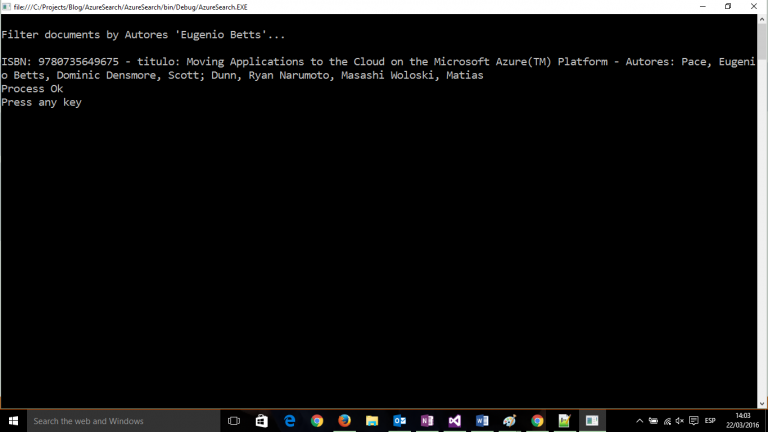 file:///C:/Projects/Blog/AzureSearch/AzureSearch/bin/Debug/AzureSearch.EXE
Filter documents by Autores 'Eugenio Betts'...
ISBN: 9780735649675 - titulo: Moving Applications to the Cloud on the Microsoft Azure(TM) Platform - Autores: Pace, Eugeni
o Betts, Dominic Densmore, Scott; Dunn, Ryan Narumoto, Masashi Woloski, Matias
Process Ok
Press any key
Search the web and Windows
ESP
14:03
22/03/2016